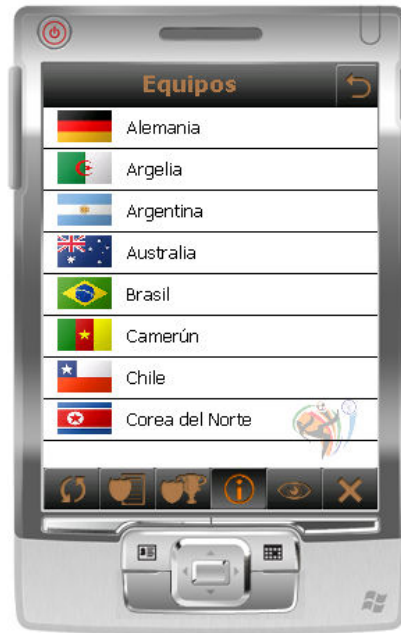 Equipos
Alemania
Argelia
Argentina
Australia
Brasil
Camerún
Chile
Corea del Norte